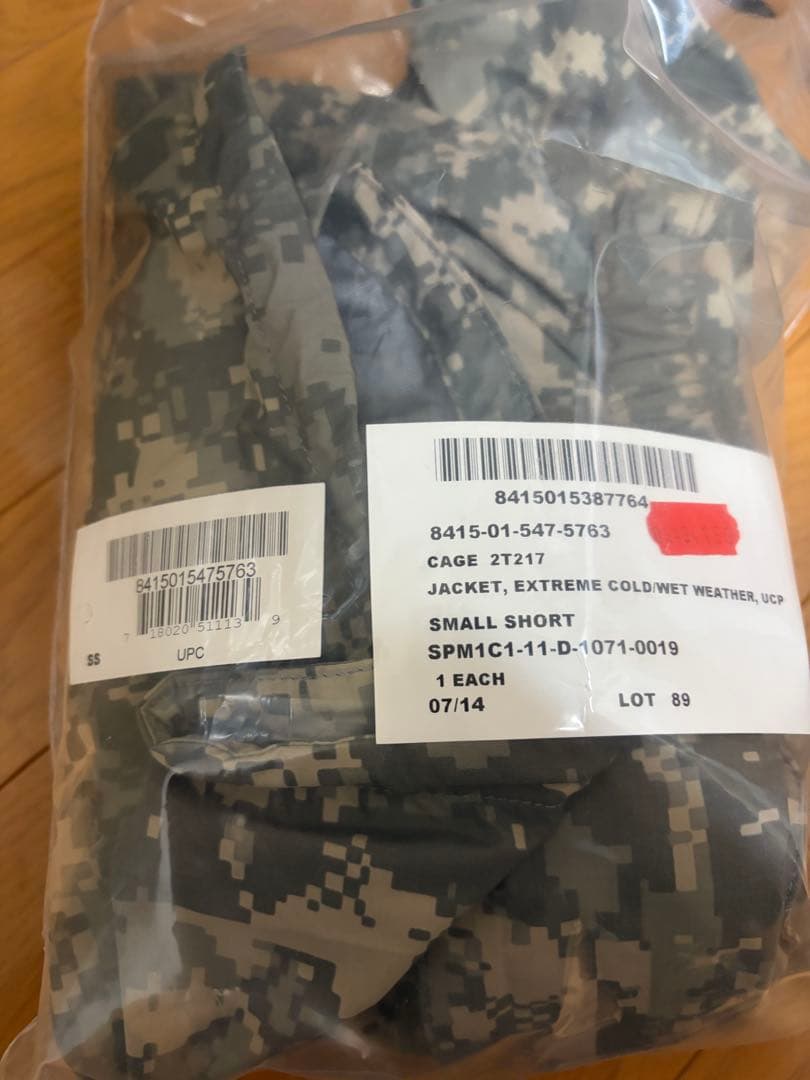 8415015387764
8415-01-547-5763
CAGE 2T217
JACKET, EXTREME COLD/WET WEATHER, UCP
SMALL SHORT
SPM1C1-11-D-1071-0019
1 EACH
07/14 LOT 89
8415015475763
7 18020 51113 9
SS UPC